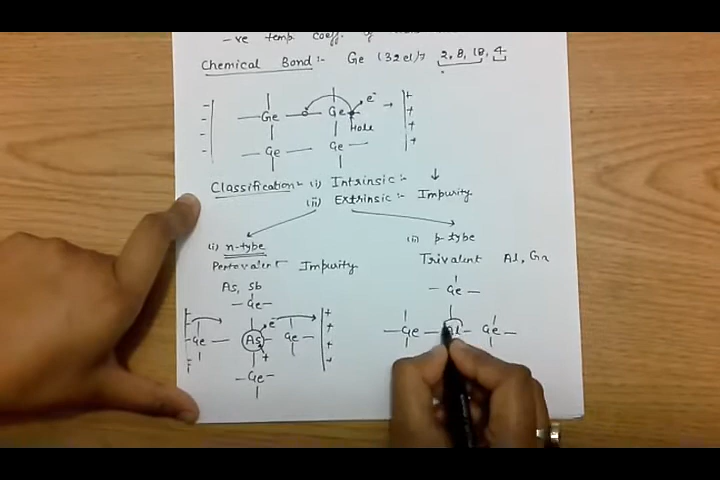 -ve temp. coeff. of
Chemical Bond :- Ge (32 el) → 2, 8, 18, 4
Ge Ge e⁻ → +
Hole
Ge Ge
Classification :- (i) Intrinsic :- ↓
(ii) Extrinsic :- Impurity
(i) n-type
(ii) p-type
Pentavalent Impurity
Trivalent Al, Ga
As, Sb
Ge
Ge
Ge As e⁻ Ge +
Ge Al Ge
Ge